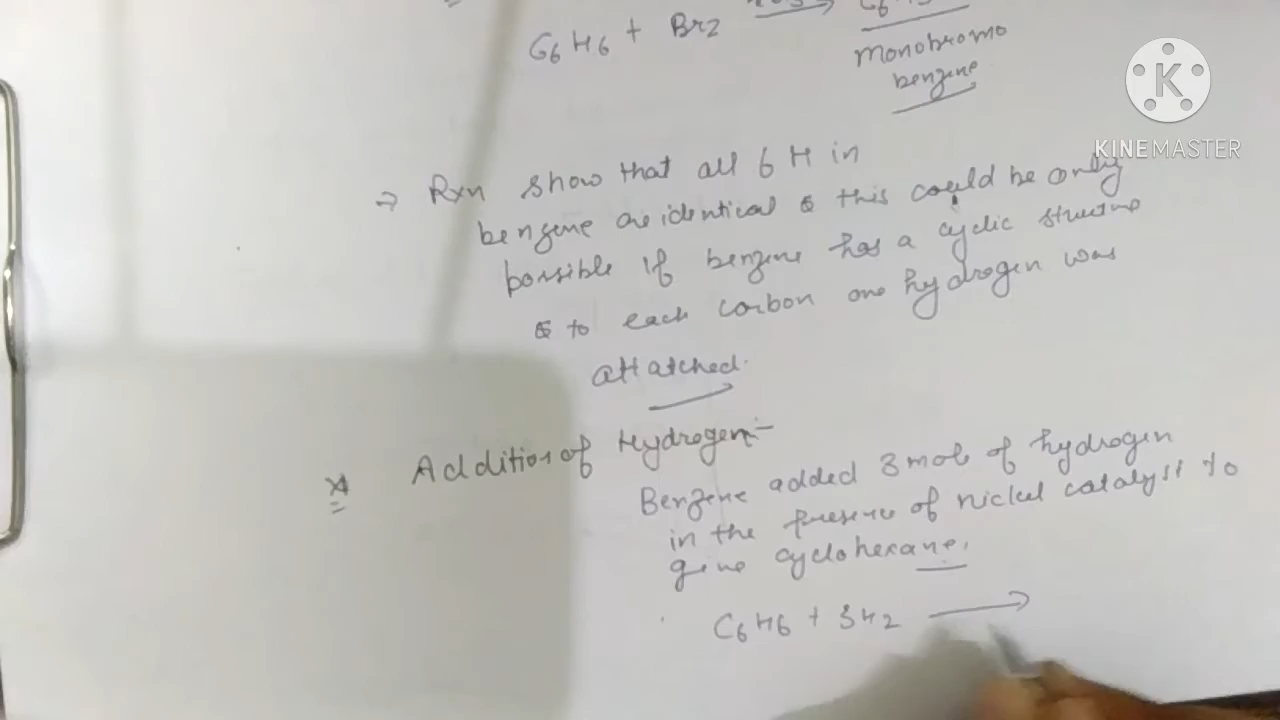 C6H6 + Br2
monobromo
benzene
K
KINEMASTER
→ Rxn show that all 6 H in
benzene are identical & this could be only
possible if benzene has a cyclic structure
& to each carbon one hydrogen was
attatched.
Addition of Hydrogen:-
Benzene added 3 mol of hydrogen
in the presence of nickel catalyst to
give cyclohexane.
C6H6 + 3H2 →